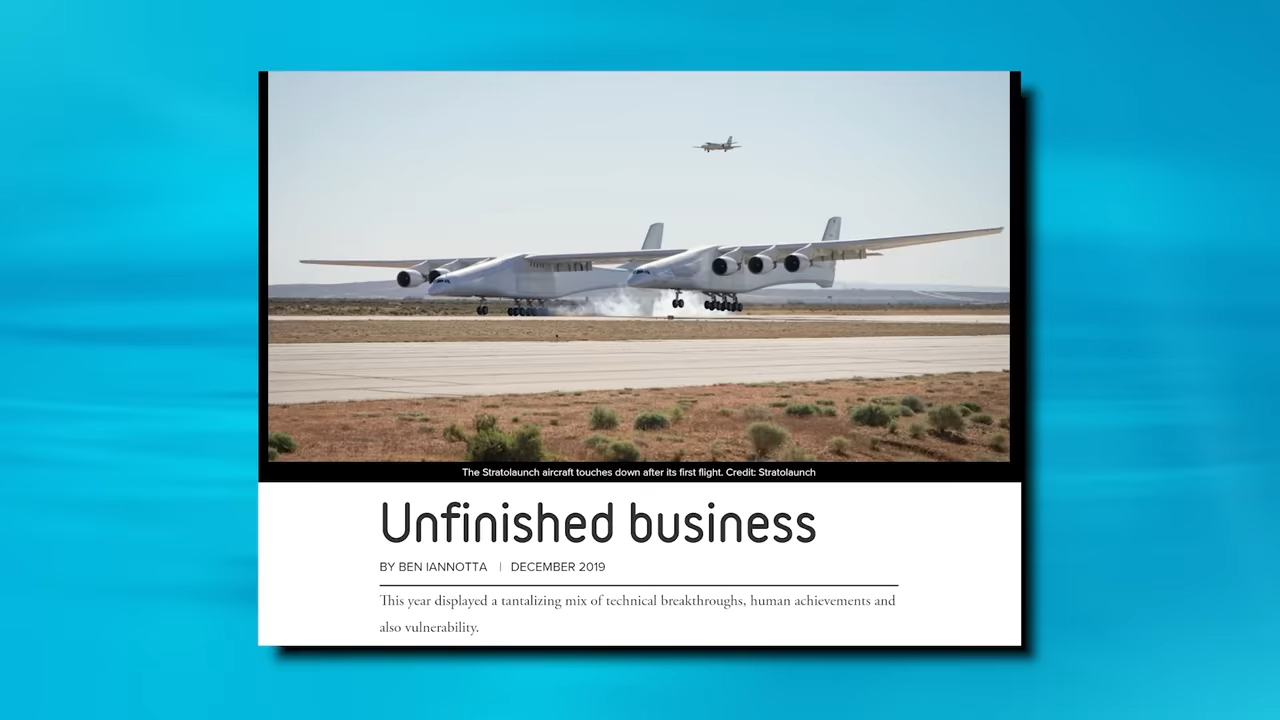 The Stratolaunch aircraft touches down after its first flight. Credit: Stratolaunch
Unfinished business
BY BEN IANNOTTA | DECEMBER 2019
This year displayed a tantalizing mix of technical breakthroughs, human achievements and
also vulnerability.